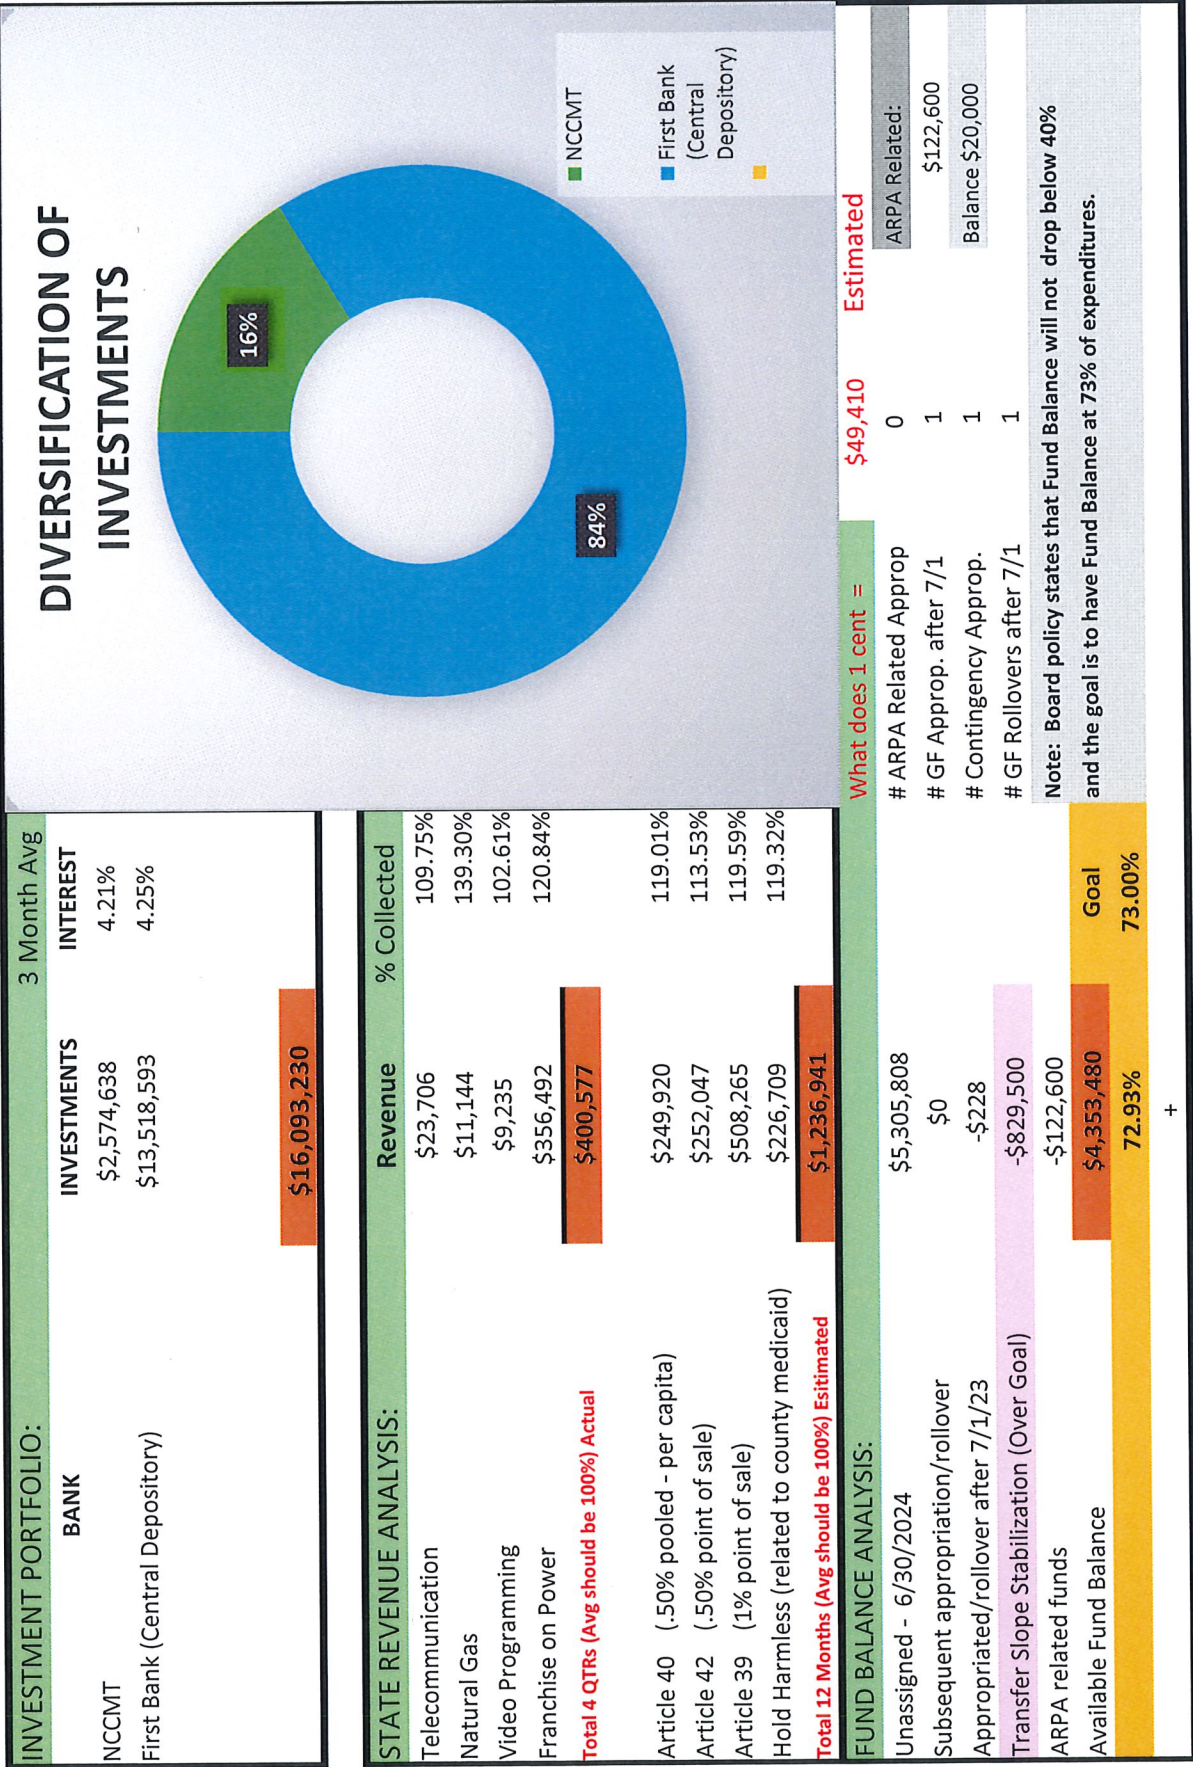 INVESTMENT PORTFOLIO: 3 Month Avg
BANK INVESTMENTS INTEREST
NCCMT $2,574,638 4.21%
First Bank (Central Depository) $13,518,593 4.25%
$16,093,230
DIVERSIFICATION OF
INVESTMENTS
16%
84%
NCCMT
First Bank
(Central
Depository)
STATE REVENUE ANALYSIS: Revenue % Collected
Telecommunication $23,706 109.75%
Natural Gas $11,144 139.30%
Video Programming $9,235 102.61%
Franchise on Power $356,492 120.84%
Total 4 QTRs (Avg should be 100%) Actual $400,577
Article 40 (.50% pooled - per capita) $249,920 119.01%
Article 42 (.50% point of sale) $252,047 113.53%
Article 39 (1% point of sale) $508,265 119.59%
Hold Harmless (related to county medicaid) $226,709 119.32%
Total 12 Months (Avg should be 100%) Esitimated $1,236,941
FUND BALANCE ANALYSIS: What does 1 cent = $49,410 Estimated
Unassigned - 6/30/2024 $5,305,808 # ARPA Related Approp 0 ARPA Related:
Subsequent appropriation/rollover $0 # GF Approp. after 7/1 1 $122,600
Appropriated/rollover after 7/1/23 -$228 # Contingency Approp. 1 Balance $20,000
Transfer Slope Stabilization (Over Goal) -$829,500 # GF Rollovers after 7/1 1
ARPA related funds -$122,600 Note: Board policy states that Fund Balance will not drop below 40%
Available Fund Balance $4,353,480 Goal and the goal is to have Fund Balance at 73% of expenditures.
72.93% 73.00%
+